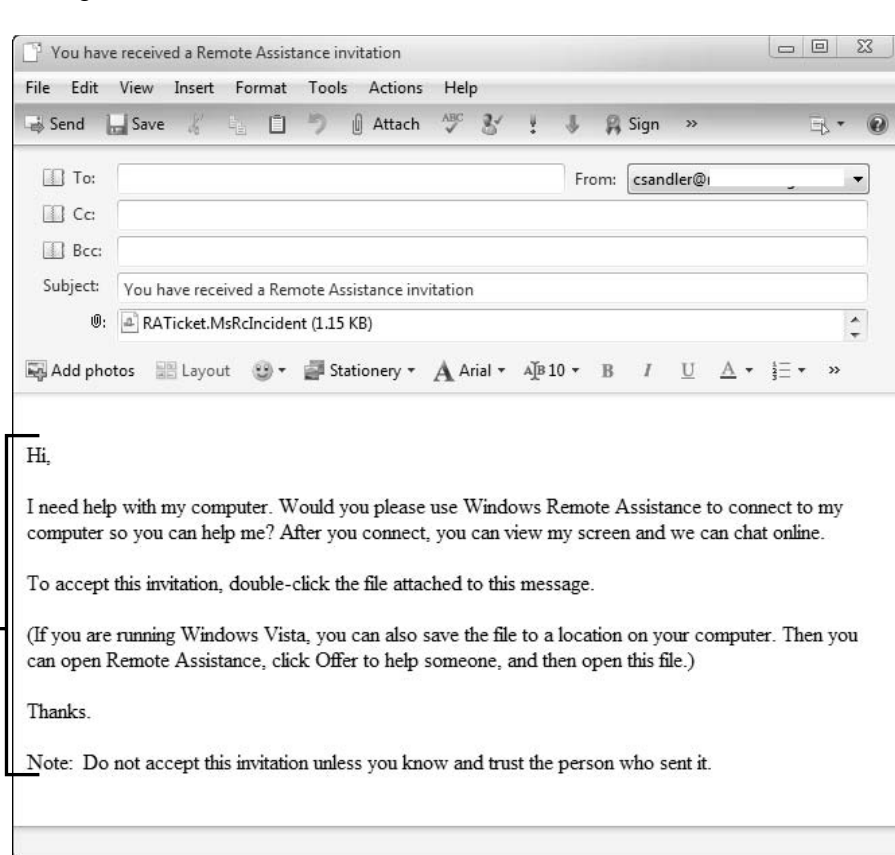 You have received a Remote Assistance invitation
File Edit View Insert Format Tools Actions Help
Send Save Attach ABC Sign »
To: From: csandler@
Cc:
Bcc:
Subject: You have received a Remote Assistance invitation
RATicket.MsRcIncident (1.15 KB)
Add photos Layout Stationery A Arial AB 10 B I U A »
Hi,
I need help with my computer. Would you please use Windows Remote Assistance to connect to my
computer so you can help me? After you connect, you can view my screen and we can chat online.
To accept this invitation, double-click the file attached to this message.
(If you are running Windows Vista, you can also save the file to a location on your computer. Then you
can open Remote Assistance, click Offer to help someone, and then open this file.)
Thanks.
Note: Do not accept this invitation unless you know and trust the person who sent it.